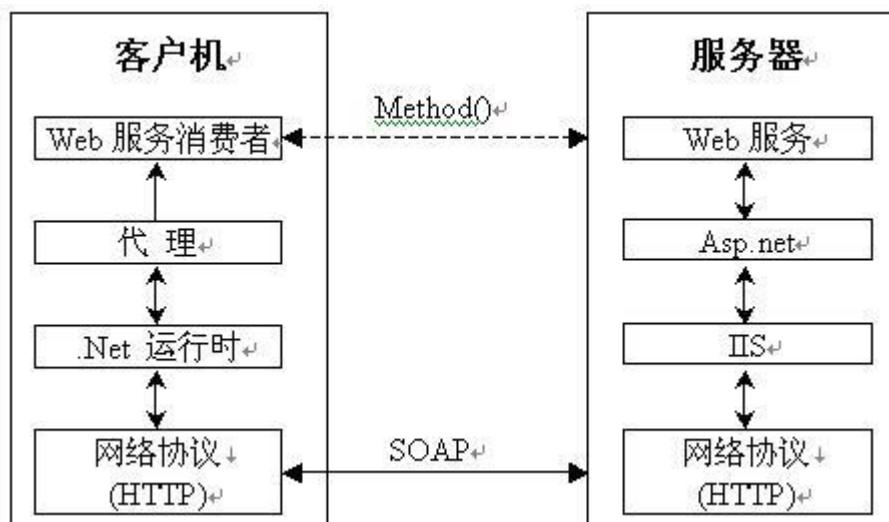 客户机
服务器
Method()
Web 服务消费者
Web 服务
代 理
Asp.net
.Net 运行时
IIS
网络协议
(HTTP)
SOAP
网络协议
(HTTP)